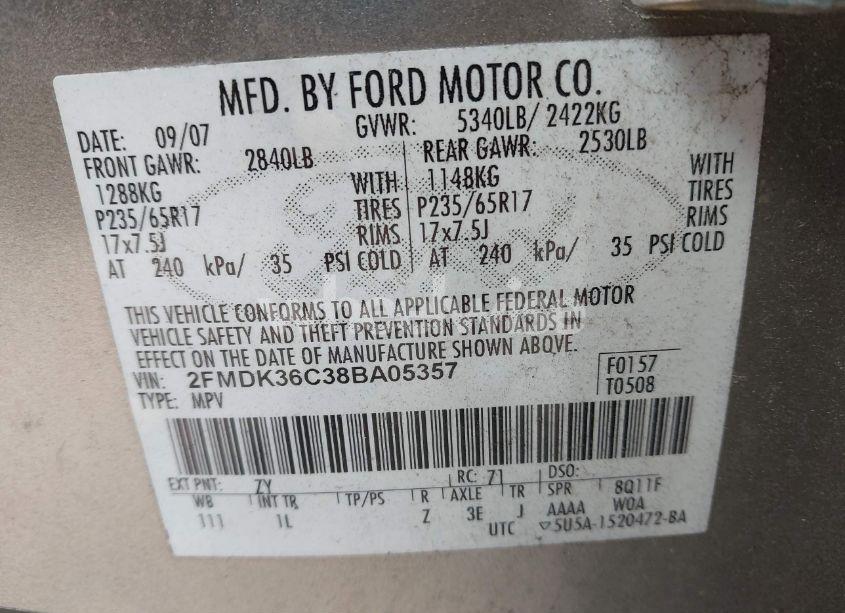 MFD. BY FORD MOTOR CO.
DATE: 09/07 GVWR: 5340LB/ 2422KG
FRONT GAWR: 2840LB REAR GAWR: 2530LB
1288KG WITH 1148KG WITH
P235/65R17 TIRES P235/65R17 TIRES
17x7.5J RIMS 17x7.5J RIMS
AT 240 kPa/ 35 PSI COLD AT 240 kPa/ 35 PSI COLD
THIS VEHICLE CONFORMS TO ALL APPLICABLE FEDERAL MOTOR
VEHICLE SAFETY AND THEFT PREVENTION STANDARDS IN
EFFECT ON THE DATE OF MANUFACTURE SHOWN ABOVE.
VIN: 2FMDK36C38BA05357 F0157
TYPE: MPV T0508
EXT PNT: ZY RC: 71 DSO:
WB INT TR TP/PS R AXLE TR SPR 8Q11F
111 1L Z 3E J AAAA WOA
UTC ▽5U5A-1520472-BA